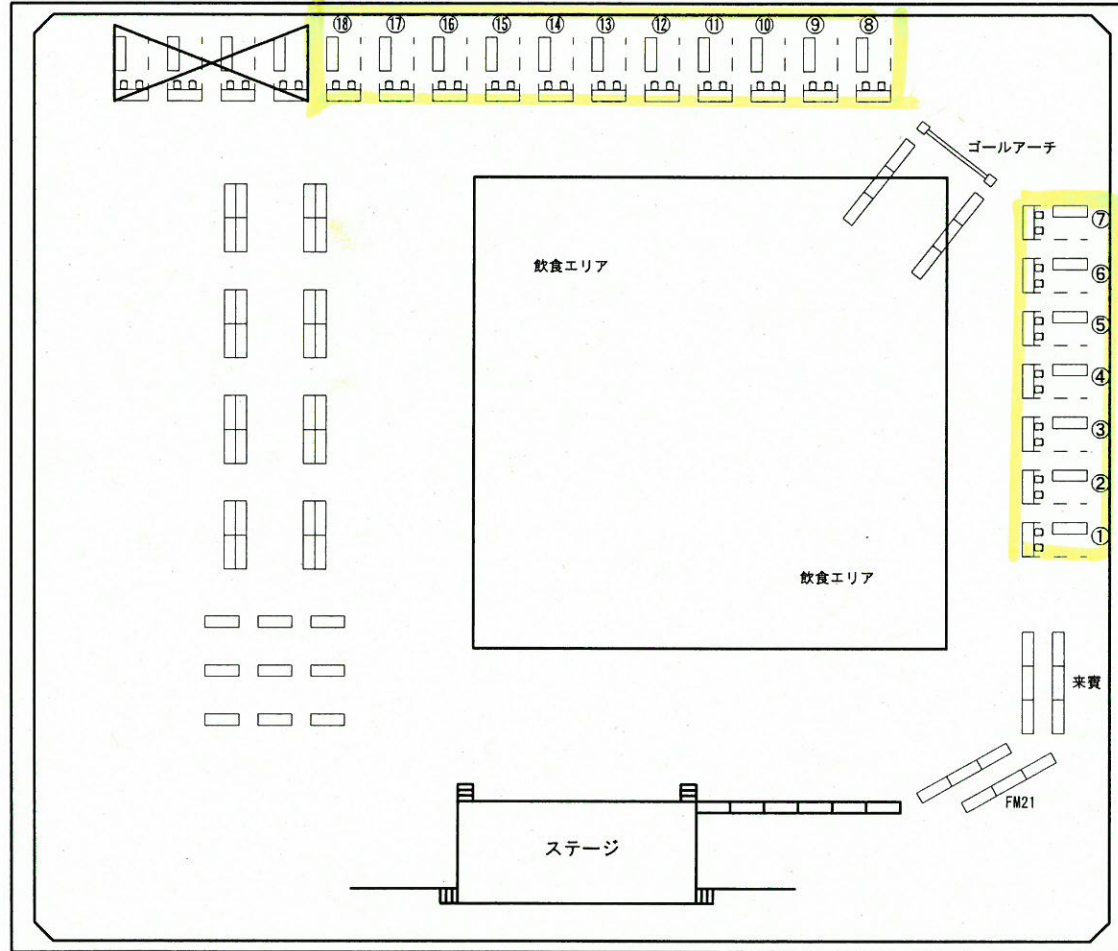 ⑱ ⑰ ⑯ ⑮ ⑭ ⑬ ⑫ ⑪ ⑩ ⑨ ⑧
ゴールアーチ
⑦
飲食エリア
⑥
⑤
④
③
②
①
飲食エリア
来賓
FM21
ステージ